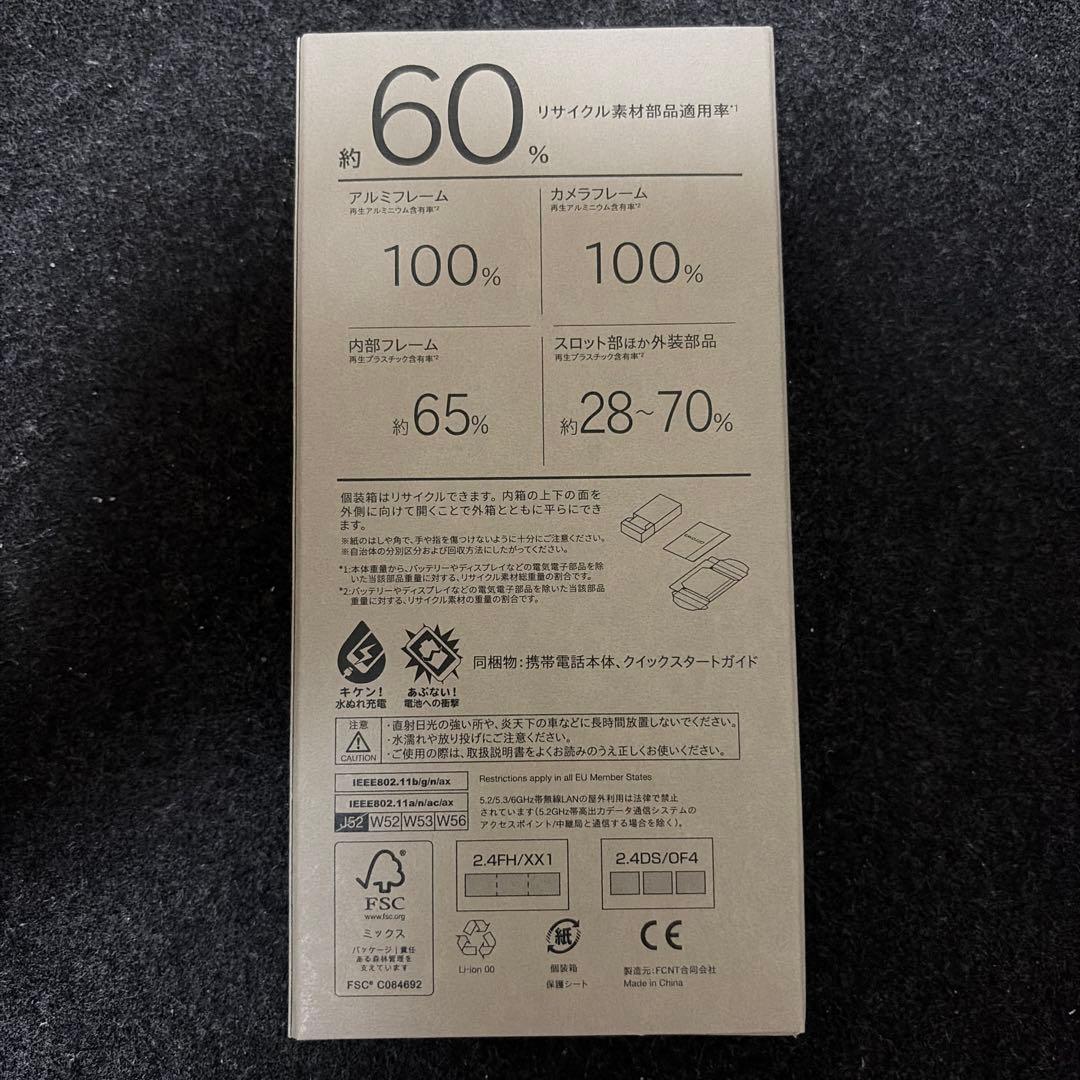 約60% リサイクル素材部品適用率*1
アルミフレーム
再生アルミニウム含有率*2
100%
カメラフレーム
再生アルミニウム含有率*2
100%
内部フレーム
再生プラスチック含有率*2
約65%
スロット部ほか外装部品
再生プラスチック含有率*2
約28~70%
個装箱はリサイクルできます。内箱の上下の面を
外側に向けて開くことで外箱とともに平らにでき
ます。
※紙のはしや角で、手や指を傷つけないように十分にご注意ください。
※自治体の分別区分および回収方法にしたがってください。
*1:本体重量から、バッテリーやディスプレイなどの電気電子部品を除
いた当該部品重量に対する、リサイクル素材総重量の割合です。
*2:バッテリーやディスプレイなどの電気電子部品を除いた当該部品
重量に対する、リサイクル素材の重量の割合です。
キケン!
水ぬれ充電
あぶない!
電池への衝撃
同梱物:携帯電話本体、クイックスタートガイド
注意
CAUTION
・直射日光の強い所や、炎天下の車などに長時間放置しないでください。
・水濡れや放り投げにご注意ください。
・ご使用の際は、取扱説明書をよくお読みのうえ正しくお使いください。
IEEE802.11b/g/n/ax
IEEE802.11a/n/ac/ax
J52 W52 W53 W56
Restrictions apply in all EU Member States
5.2/5.3/6GHz帯無線LANの屋外利用は法律で禁止
されています(5.2GHz帯高出力データ通信システムの
アクセスポイント/中継局と通信する場合を除く)。
FSC
www.fsc.org
ミックス
パッケージ|責任
ある森林管理を
支えています
FSC® C084692
2.4FH/XX1
2.4DS/OF4
Li-ion 00
紙
個装箱
保護シート
CE
製造元:FCNT合同会社
Made in China